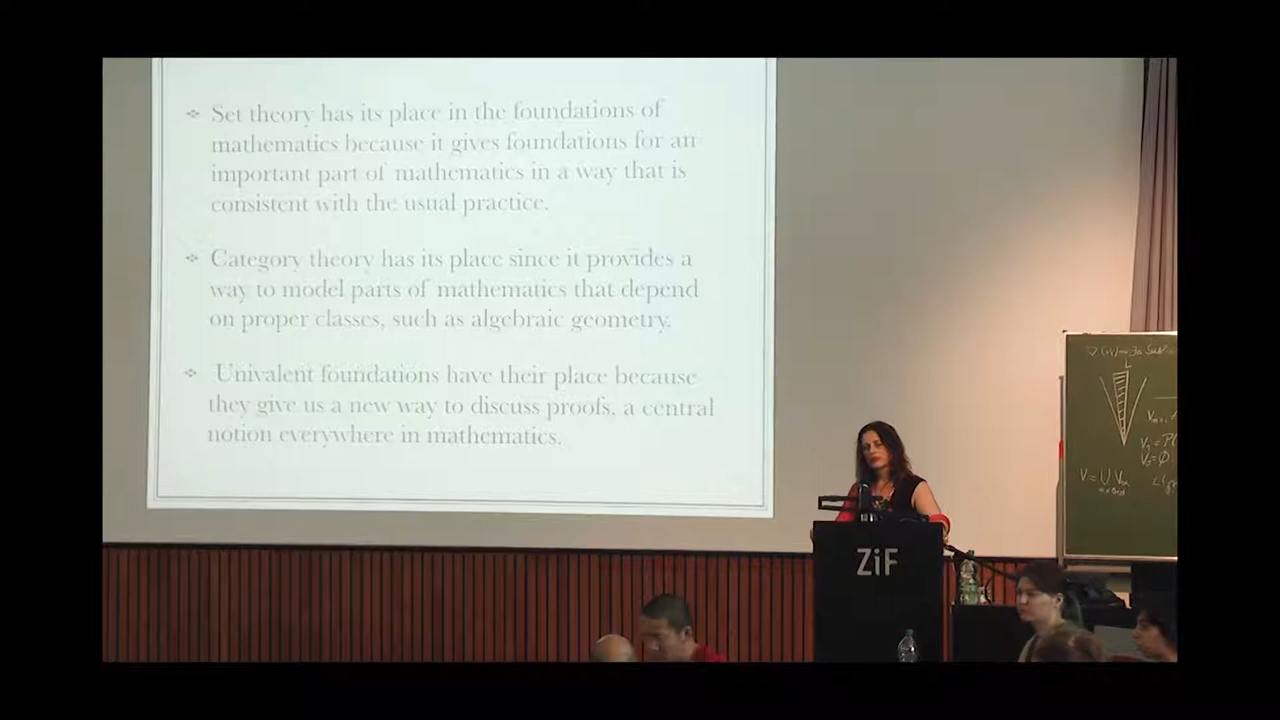 Set theory has its place in the foundations of
mathematics because it gives foundations for an
important part of mathematics in a way that is
consistent with the usual practice.
Category theory has its place since it provides a
way to model parts of mathematics that depend
on proper classes, such as algebraic geometry.
Univalent foundations have their place because
they give us a new way to discuss proofs, a central
notion everywhere in mathematics.
ZiF